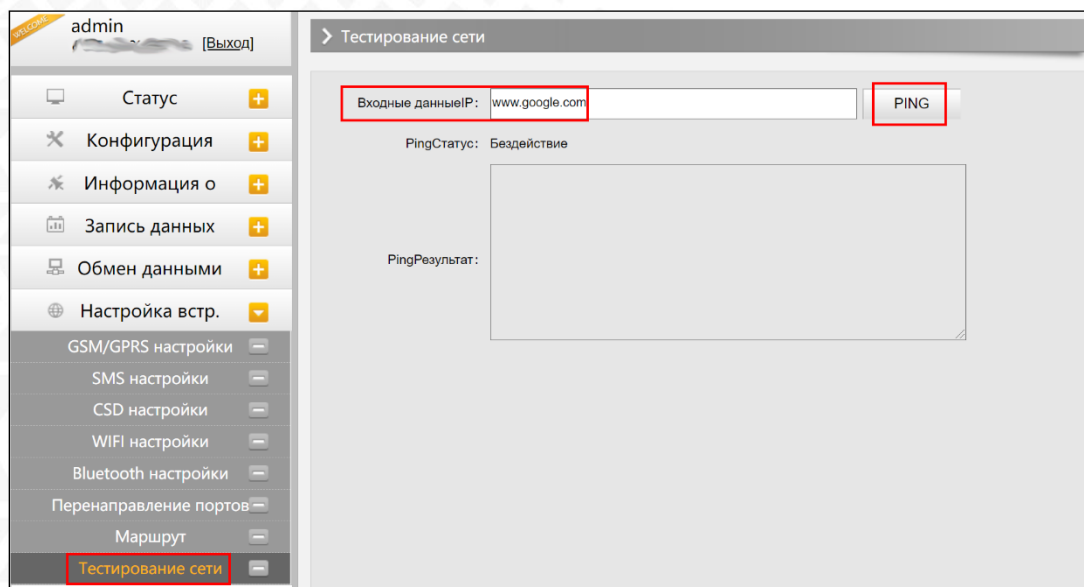 WELCOME
admin
[Выход]
Статус
Конфигурация
Информация о
Запись данных
Обмен данными
Настройка встр.
GSM/GPRS настройки
SMS настройки
CSD настройки
WIFI настройки
Bluetooth настройки
Перенаправление портов
Маршрут
Тестирование сети
Тестирование сети
Входные данныеIP: www.google.com PING
PingСтатус: Бездействие
PingРезультат: